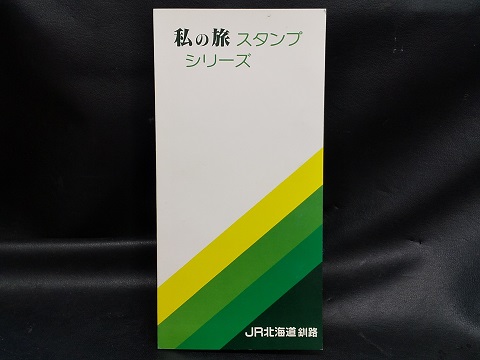 私の旅 スタンプ
シリーズ
JR北海道 釧路